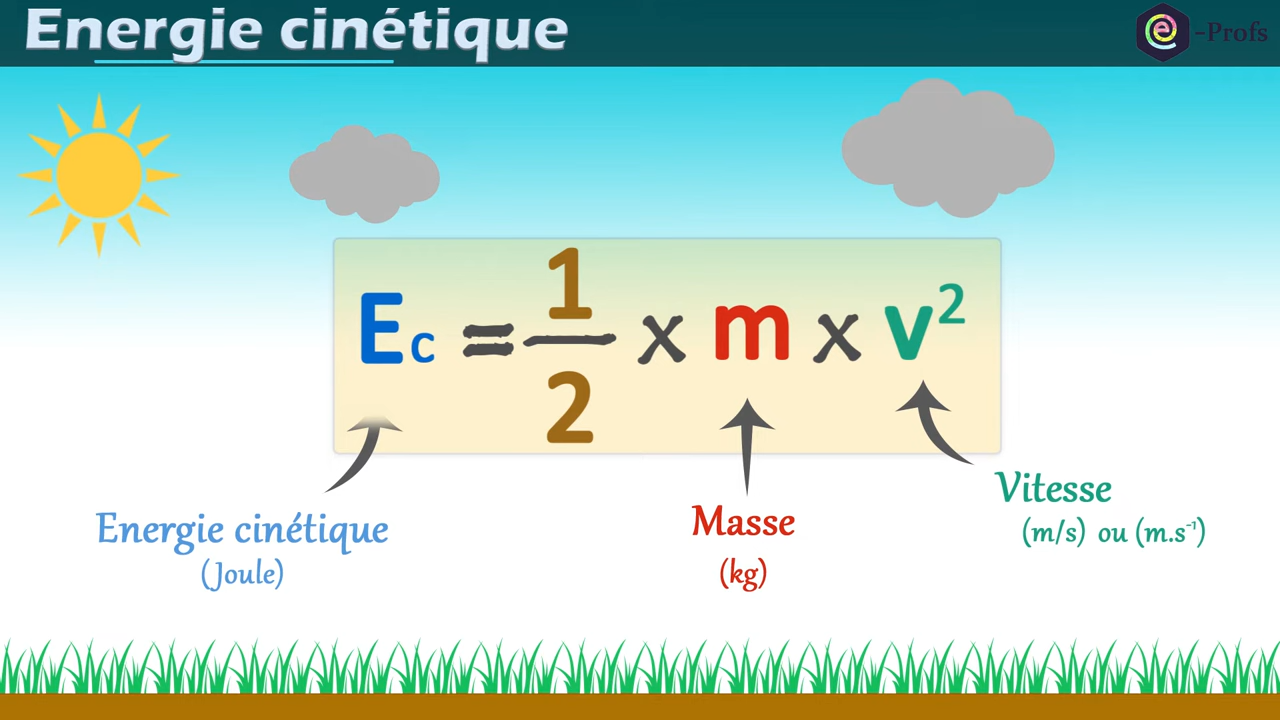 Energie cinétique
e -Profs
Ec = 1/2 x m x v²
Energie cinétique
(Joule)
Masse
(kg)
Vitesse
(m/s) ou (m.s⁻¹)